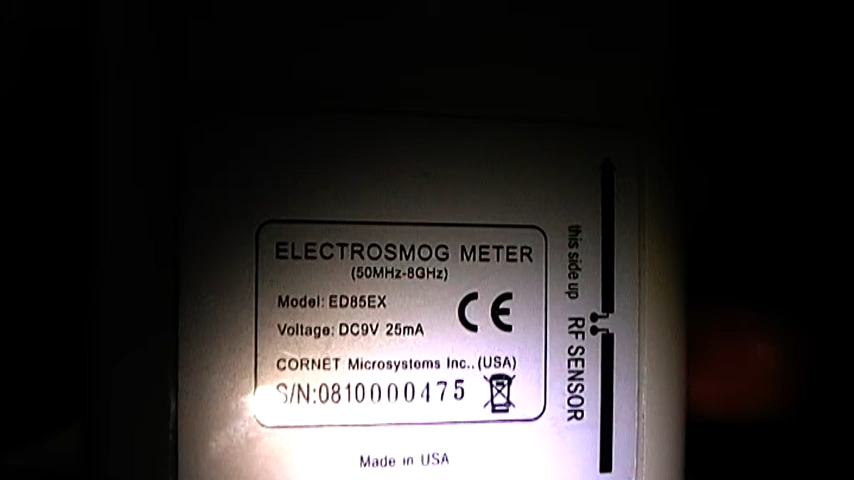 ELECTROSMOG METER
(50MHz-8GHz)
Model: ED85EX
Voltage: DC9V 25mA
CE
CORNET Microsystems Inc.. (USA)
S/N:0810000475
Made in USA
this side up
RF SENSOR